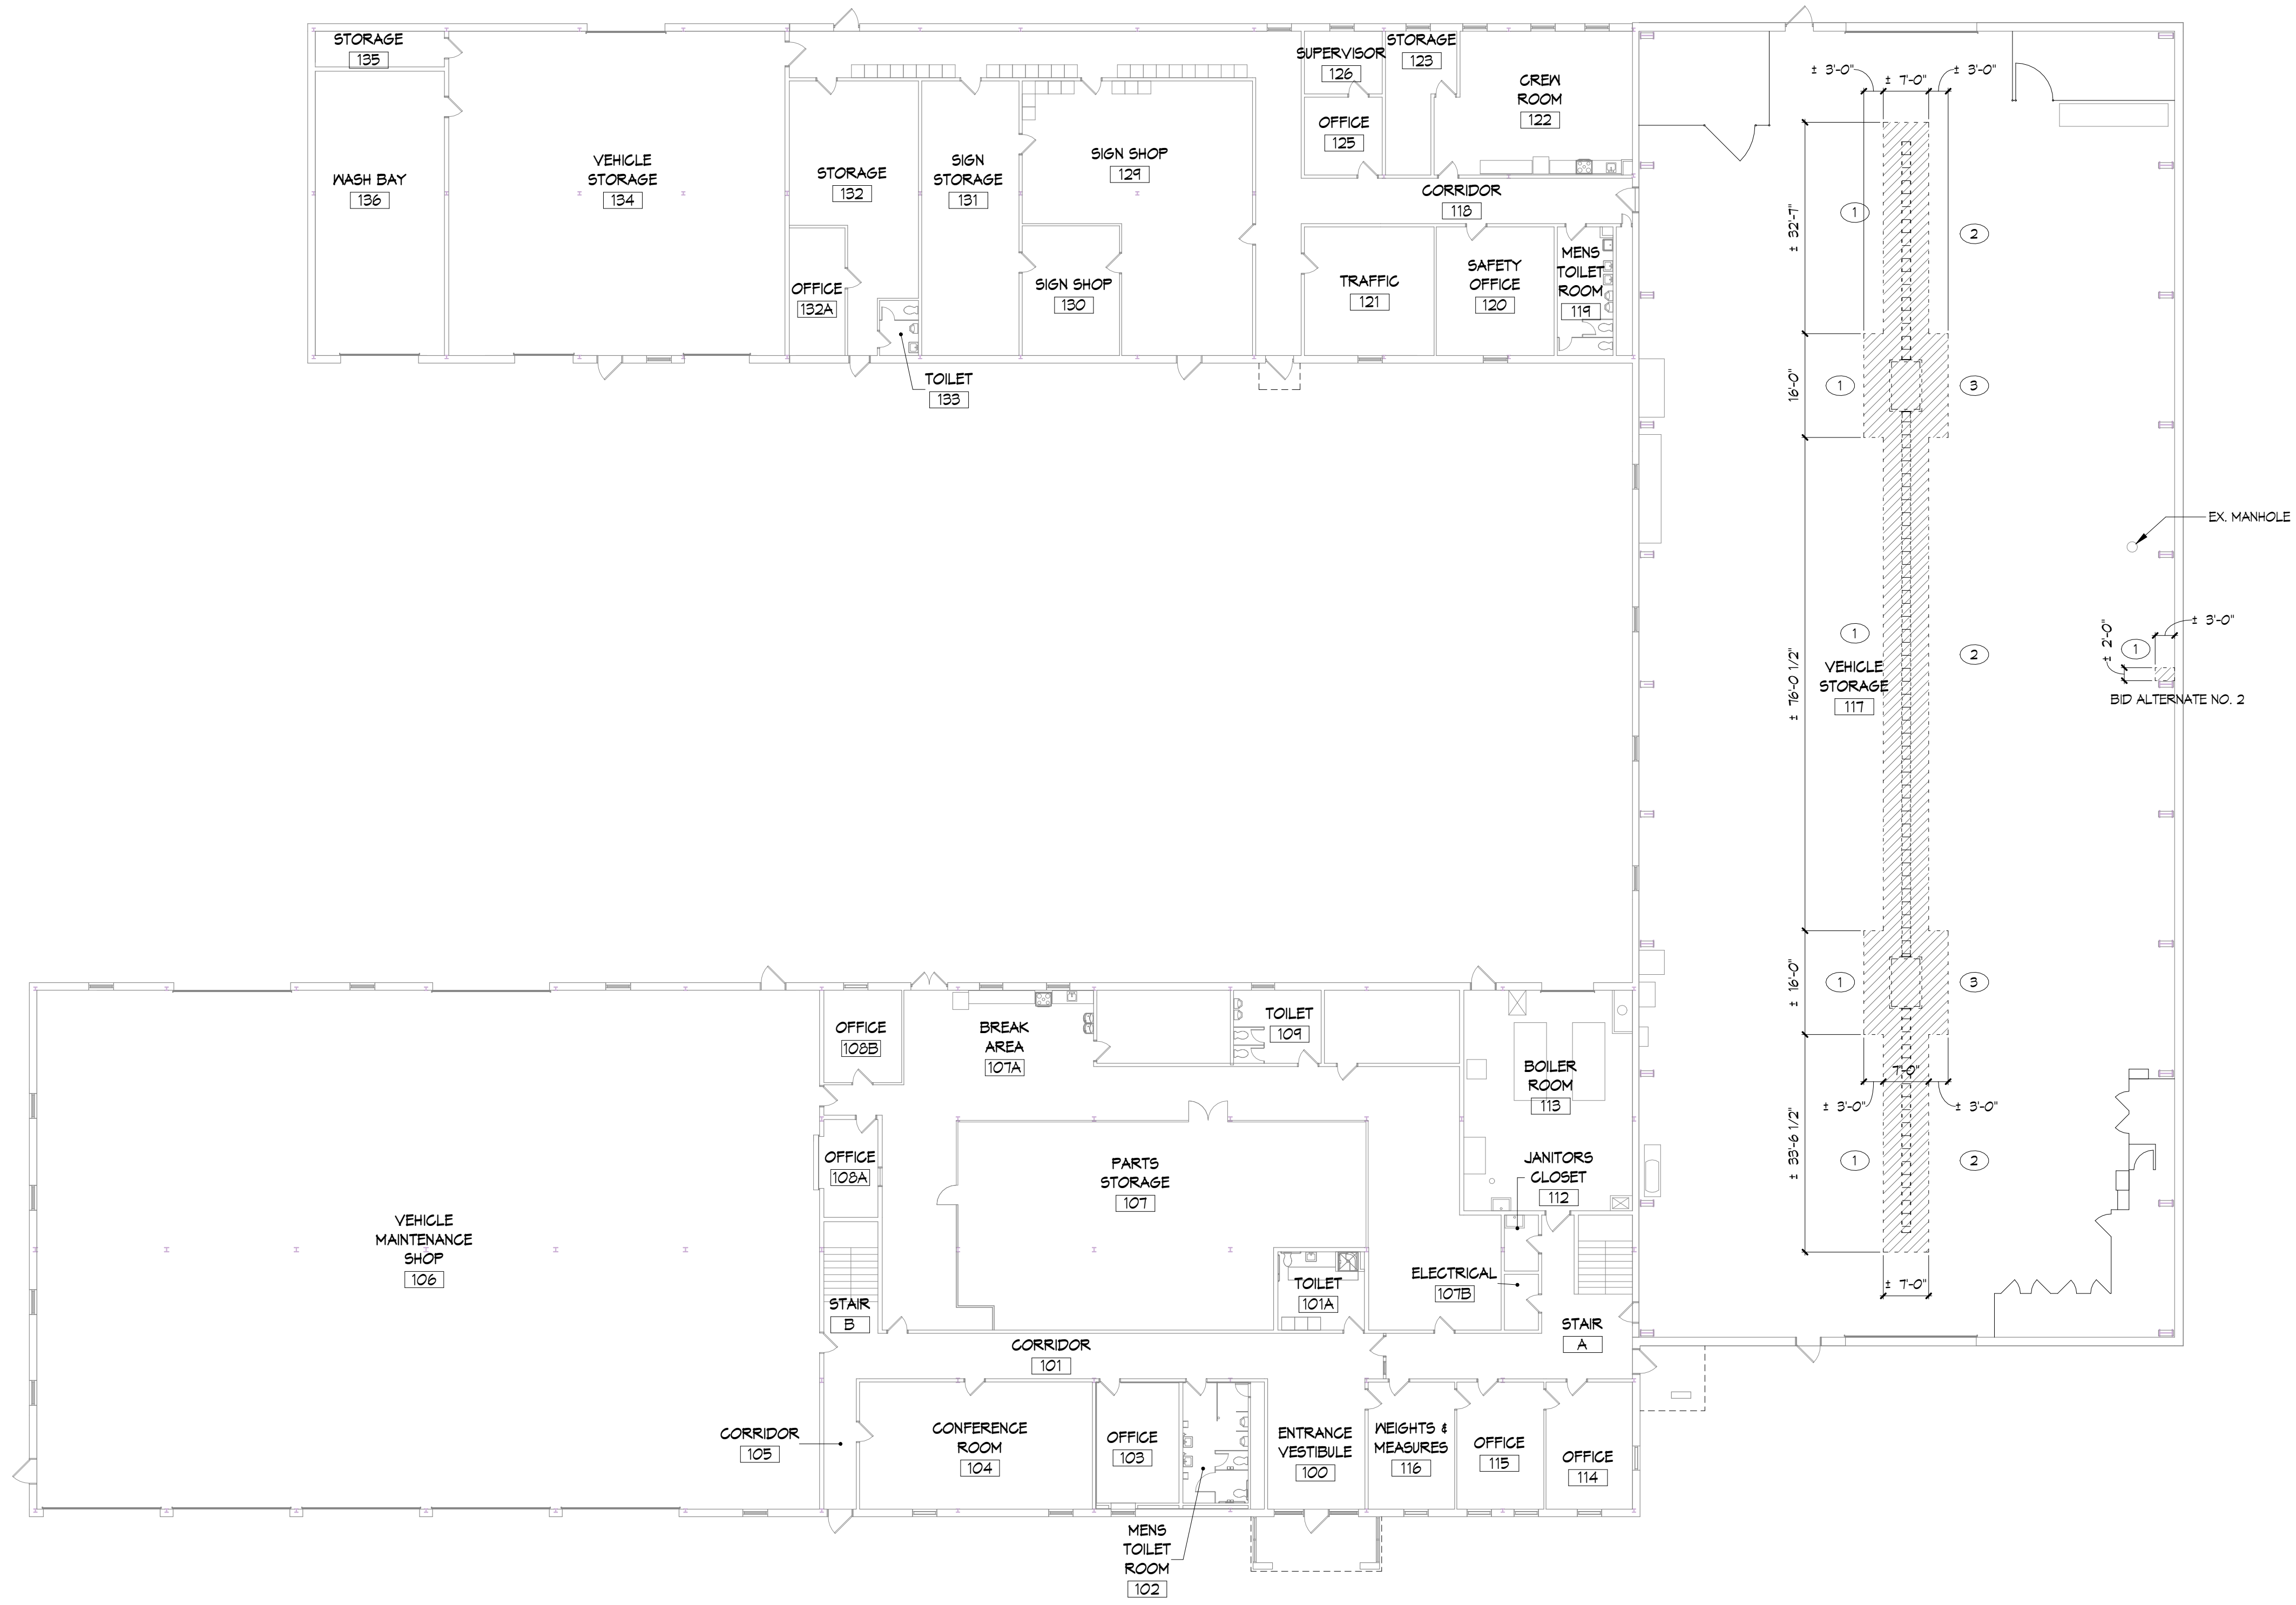 STORAGE
135
WASH BAY
136
VEHICLE
STORAGE
134
STORAGE
132
OFFICE
132A
TOILET
133
SIGN
STORAGE
131
SIGN SHOP
129
SIGN SHOP
130
SUPERVISOR
126
OFFICE
125
STORAGE
123
CREW
ROOM
122
CORRIDOR
118
TRAFFIC
121
SAFETY
OFFICE
120
MENS
TOILET
ROOM
119
± 3'-0"
± 7'-0"
± 3'-0"
± 32'-7"
1
2
16'-0"
1
3
EX. MANHOLE
± 76'-0 1/2"
1
2
VEHICLE
STORAGE
117
± 2'-0"
1
± 3'-0"
BID ALTERNATE NO. 2
± 16'-0"
1
3
7'-0"
± 3'-0"
± 3'-0"
± 33'-6 1/2"
1
2
± 7'-0"
OFFICE
108B
BREAK
AREA
107A
TOILET
109
BOILER
ROOM
113
OFFICE
108A
PARTS
STORAGE
107
JANITORS
CLOSET
112
VEHICLE
MAINTENANCE
SHOP
106
STAIR
B
TOILET
101A
ELECTRICAL
107B
STAIR
A
CORRIDOR
101
CORRIDOR
105
CONFERENCE
ROOM
104
OFFICE
103
ENTRANCE
VESTIBULE
100
WEIGHTS &
MEASURES
116
OFFICE
115
OFFICE
114
MENS
TOILET
ROOM
102